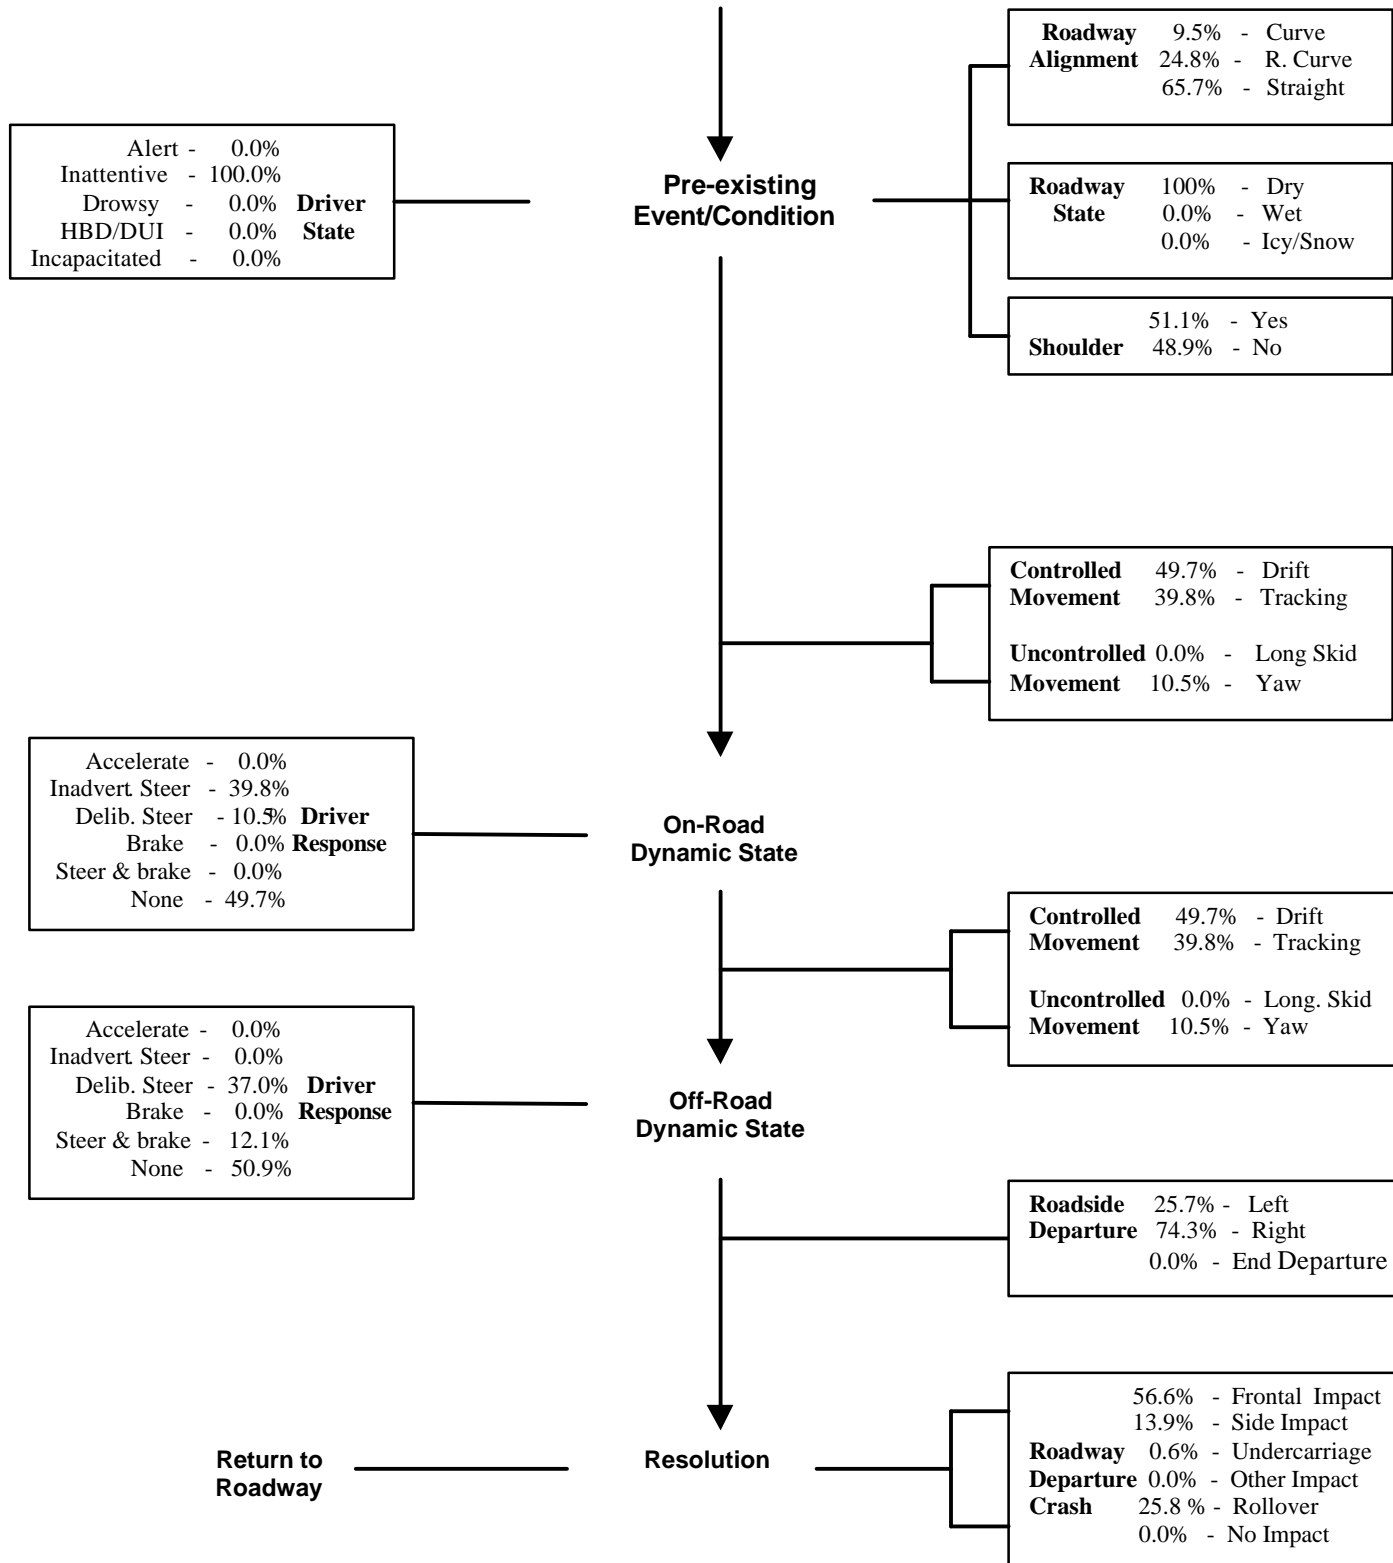 Roadway 9.5% - Curve
Alignment 24.8% - R. Curve
65.7% - Straight
Alert - 0.0%
Inattentive - 100.0%
Drowsy - 0.0% Driver
HBD/DUI - 0.0% State
Incapacitated - 0.0%
Pre-existing
Event/Condition
Roadway 100% - Dry
State 0.0% - Wet
0.0% - Icy/Snow
51.1% - Yes
Shoulder 48.9% - No
Controlled 49.7% - Drift
Movement 39.8% - Tracking
Uncontrolled 0.0% - Long Skid
Movement 10.5% - Yaw
Accelerate - 0.0%
Inadvert. Steer - 39.8%
Delib. Steer - 10.5% Driver
Brake - 0.0% Response
Steer & brake - 0.0%
None - 49.7%
On-Road
Dynamic State
Controlled 49.7% - Drift
Movement 39.8% - Tracking
Uncontrolled 0.0% - Long. Skid
Movement 10.5% - Yaw
Accelerate - 0.0%
Inadvert. Steer - 0.0%
Delib. Steer - 37.0% Driver
Brake - 0.0% Response
Steer & brake - 12.1%
None - 50.9%
Off-Road
Dynamic State
Roadside 25.7% - Left
Departure 74.3% - Right
0.0% - End Departure
Return to
Roadway
Resolution
56.6% - Frontal Impact
13.9% - Side Impact
Roadway 0.6% - Undercarriage
Departure 0.0% - Other Impact
Crash 25.8 % - Rollover
0.0% - No Impact